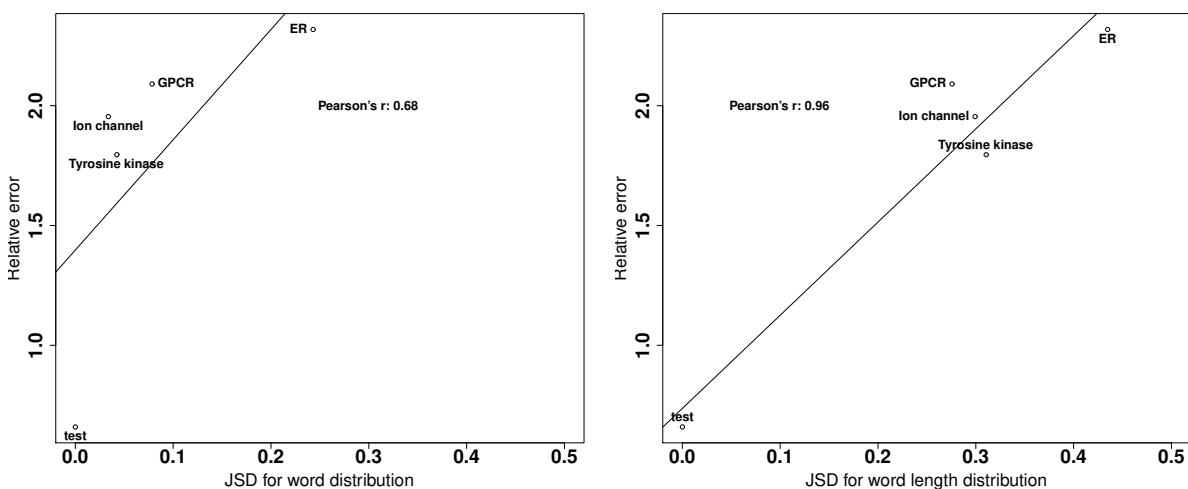 ER
GPCR
Pearson's r: 0.68
Ion channel
Tyrosine kinase
test
2.0
1.5
1.0
Relative error
0.0 0.1 0.2 0.3 0.4 0.5
JSD for word distribution
ER
GPCR
Pearson's r: 0.96
Ion channel
Tyrosine kinase
test
2.0
1.5
1.0
Relative error
0.0 0.1 0.2 0.3 0.4 0.5
JSD for word length distribution